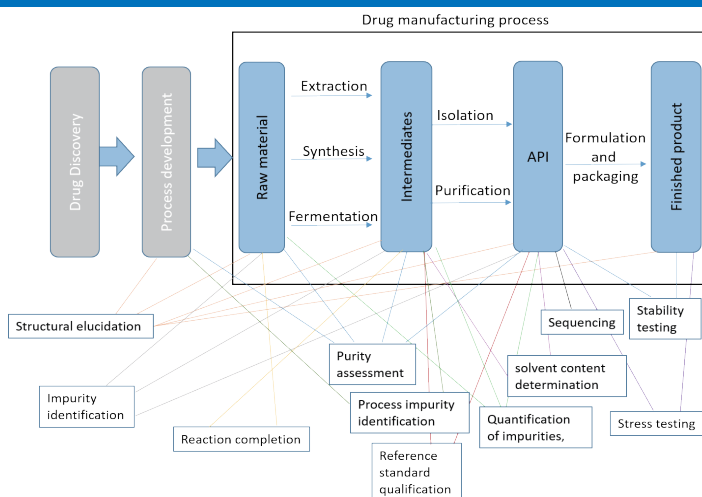 Drug manufacturing process
Drug Discovery
Process development
Raw material
Extraction
Synthesis
Fermentation
Intermediates
Isolation
Purification
API
Formulation
and
packaging
Finished product
Structural elucidation
Impurity
identification
Reaction completion
Purity
assessment
Process impurity
identification
Reference
standard
qualification
Quantification
of impurities,
solvent content
determination
Sequencing
Stability
testing
Stress testing